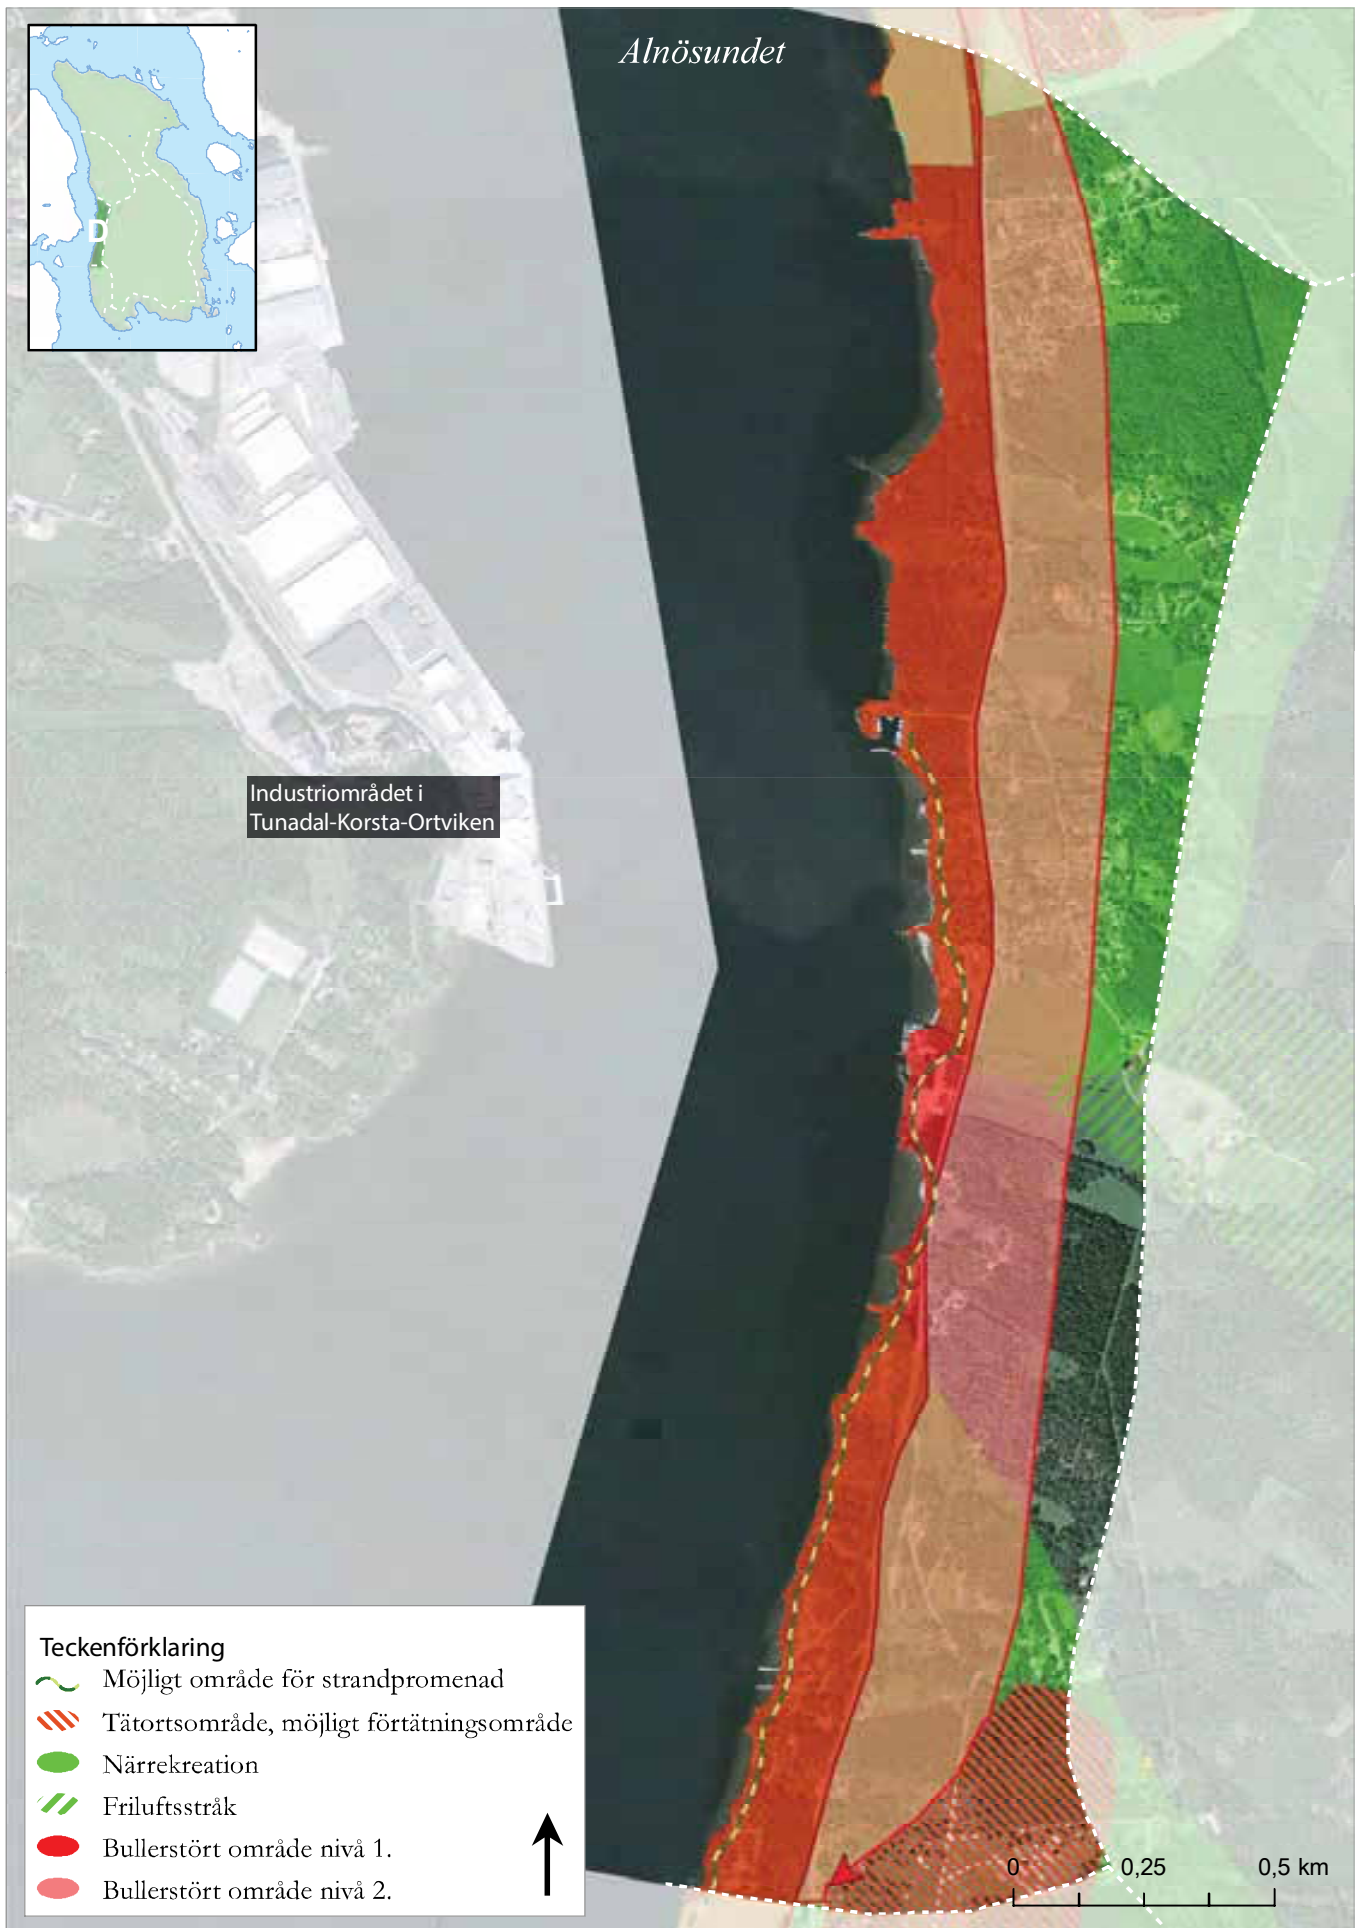 Alnösundet
D
Industriområdet i
Tunadal-Korsta-Ortviken
Teckenförklaring
Möjligt område för strandpromenad
Tätortsområde, möjligt förtätningsområde
Närrekreation
Friluftsstråk
Bullerstört område nivå 1.
Bullerstört område nivå 2.
0 0,25 0,5 km